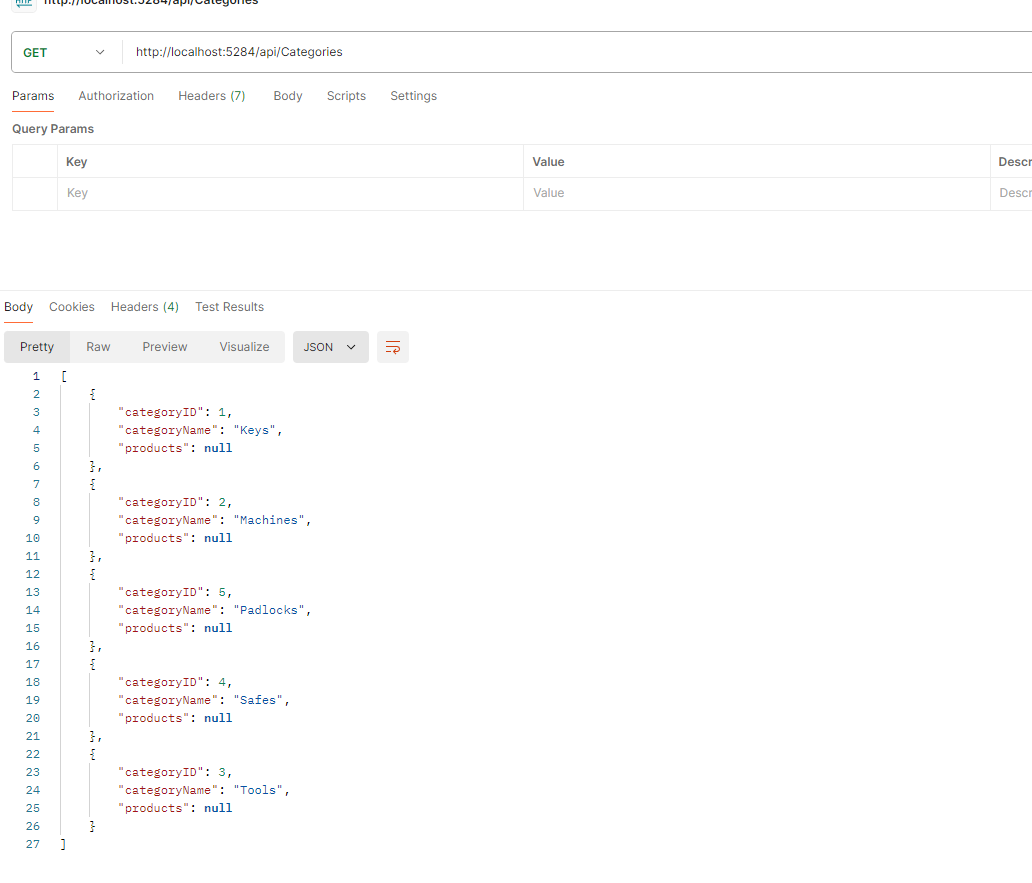 http://localhost:5284/api/Categories
GET http://localhost:5284/api/Categories
Params Authorization Headers (7) Body Scripts Settings
Query Params
Key Value Descr
Key Value Descr
Body Cookies Headers (4) Test Results
Pretty Raw Preview Visualize JSON
1 [
2 {
3 "categoryID": 1,
4 "categoryName": "Keys",
5 "products": null
6 },
7 {
8 "categoryID": 2,
9 "categoryName": "Machines",
10 "products": null
11 },
12 {
13 "categoryID": 5,
14 "categoryName": "Padlocks",
15 "products": null
16 },
17 {
18 "categoryID": 4,
19 "categoryName": "Safes",
20 "products": null
21 },
22 {
23 "categoryID": 3,
24 "categoryName": "Tools",
25 "products": null
26 }
27 ]